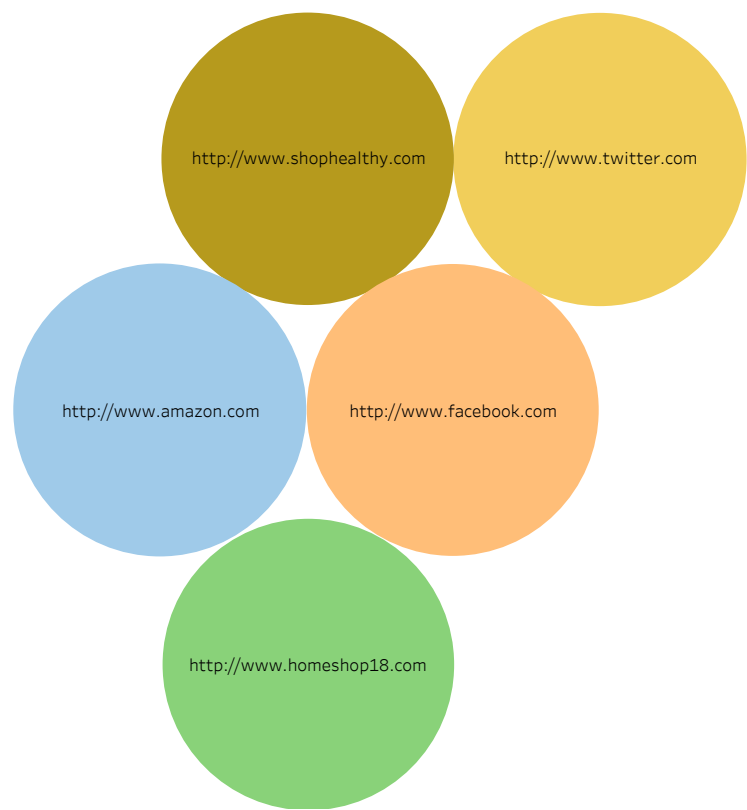 http://www.shophealthy.com
http://www.twitter.com
http://www.amazon.com
http://www.facebook.com
http://www.homeshop18.com